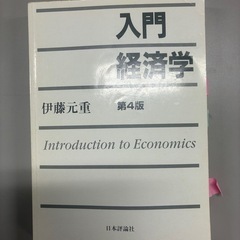 入門
経済学
伊藤元重 第4版
Introduction to Economics
日本評論社